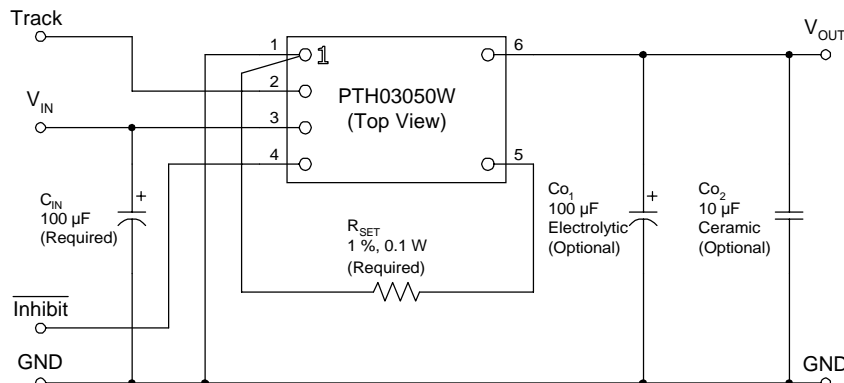 Track
V_IN
C_IN
100 µF
(Required)
Inhibit
GND
1
2
3
4
1
PTH03050W
(Top View)
6
5
R_SET
1 %, 0.1 W
(Required)
Co_1
100 µF
Electrolytic
(Optional)
Co_2
10 µF
Ceramic
(Optional)
V_OUT
GND
+
+